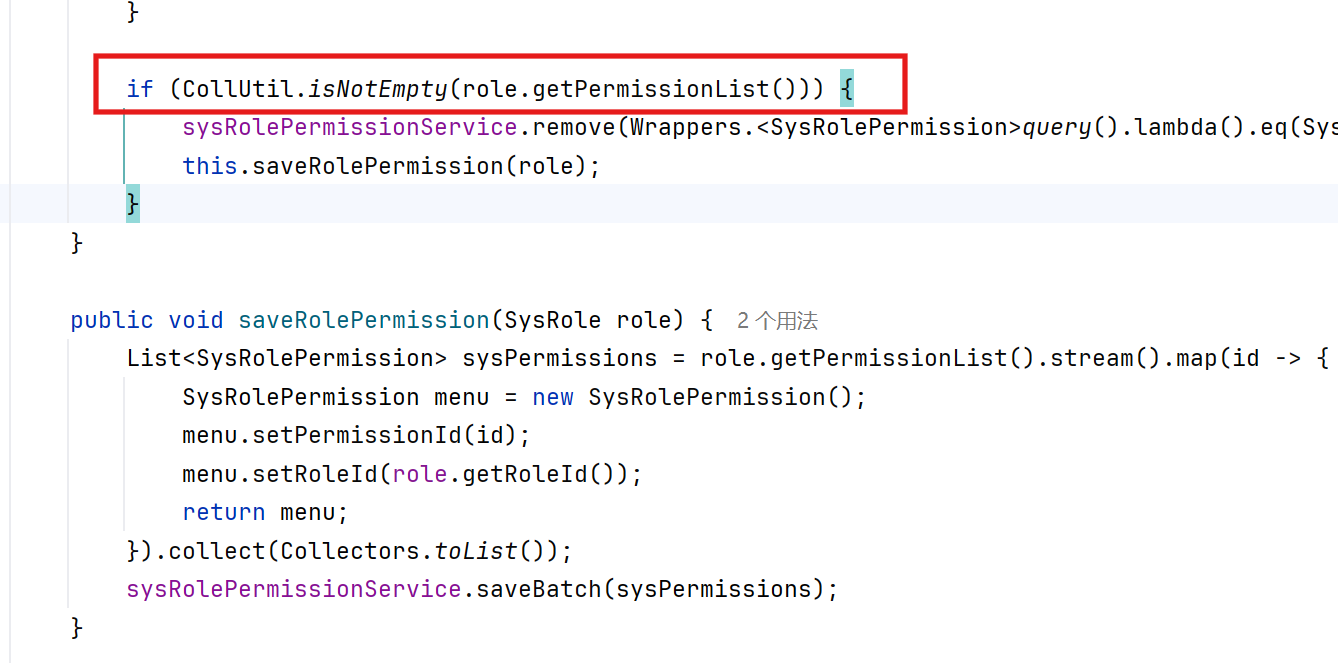 }
if (CollUtil.isNotEmpty(role.getPermissionList())) {
sysRolePermissionService.remove(Wrappers.<SysRolePermission>query().lambda().eq(Sys
this.saveRolePermission(role);
}
}
public void saveRolePermission(SysRole role) { 2 个用法
List<SysRolePermission> sysPermissions = role.getPermissionList().stream().map(id -> {
SysRolePermission menu = new SysRolePermission();
menu.setPermissionId(id);
menu.setRoleId(role.getRoleId());
return menu;
}).collect(Collectors.toList());
sysRolePermissionService.saveBatch(sysPermissions);
}